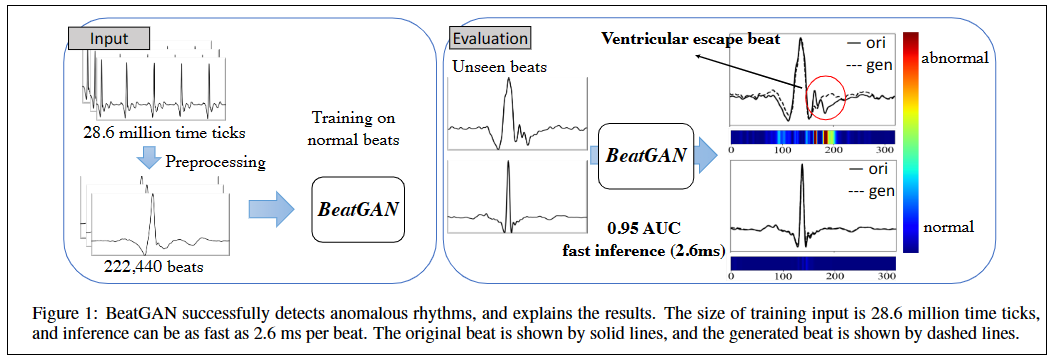 Input
28.6 million time ticks
Preprocessing
222,440 beats
Training on
normal beats
BeatGAN
Evaluation
Unseen beats
BeatGAN
0.95 AUC
fast inference (2.6ms)
Ventricular escape beat
ori
gen
0 100 200 300
ori
gen
0 100 200 300
abnormal
normal
Figure 1: BeatGAN successfully detects anomalous rhythms, and explains the results. The size of training input is 28.6 million time ticks,
and inference can be as fast as 2.6 ms per beat. The original beat is shown by solid lines, and the generated beat is shown by dashed lines.